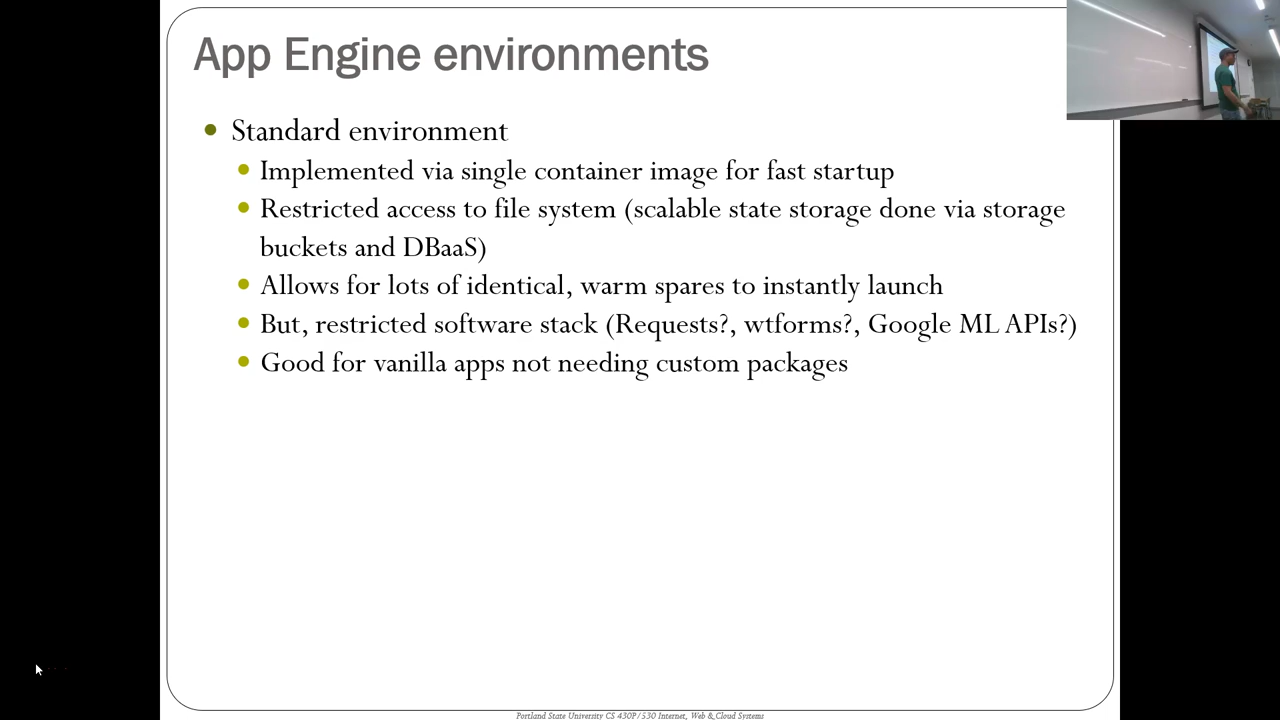 App Engine environments
Standard environment
Implemented via single container image for fast startup
Restricted access to file system (scalable state storage done via storage
buckets and DBaaS)
Allows for lots of identical, warm spares to instantly launch
But, restricted software stack (Requests?, wtforms?, Google ML APIs?)
Good for vanilla apps not needing custom packages
Portland State University CS 430P/530 Internet, Web & Cloud Systems